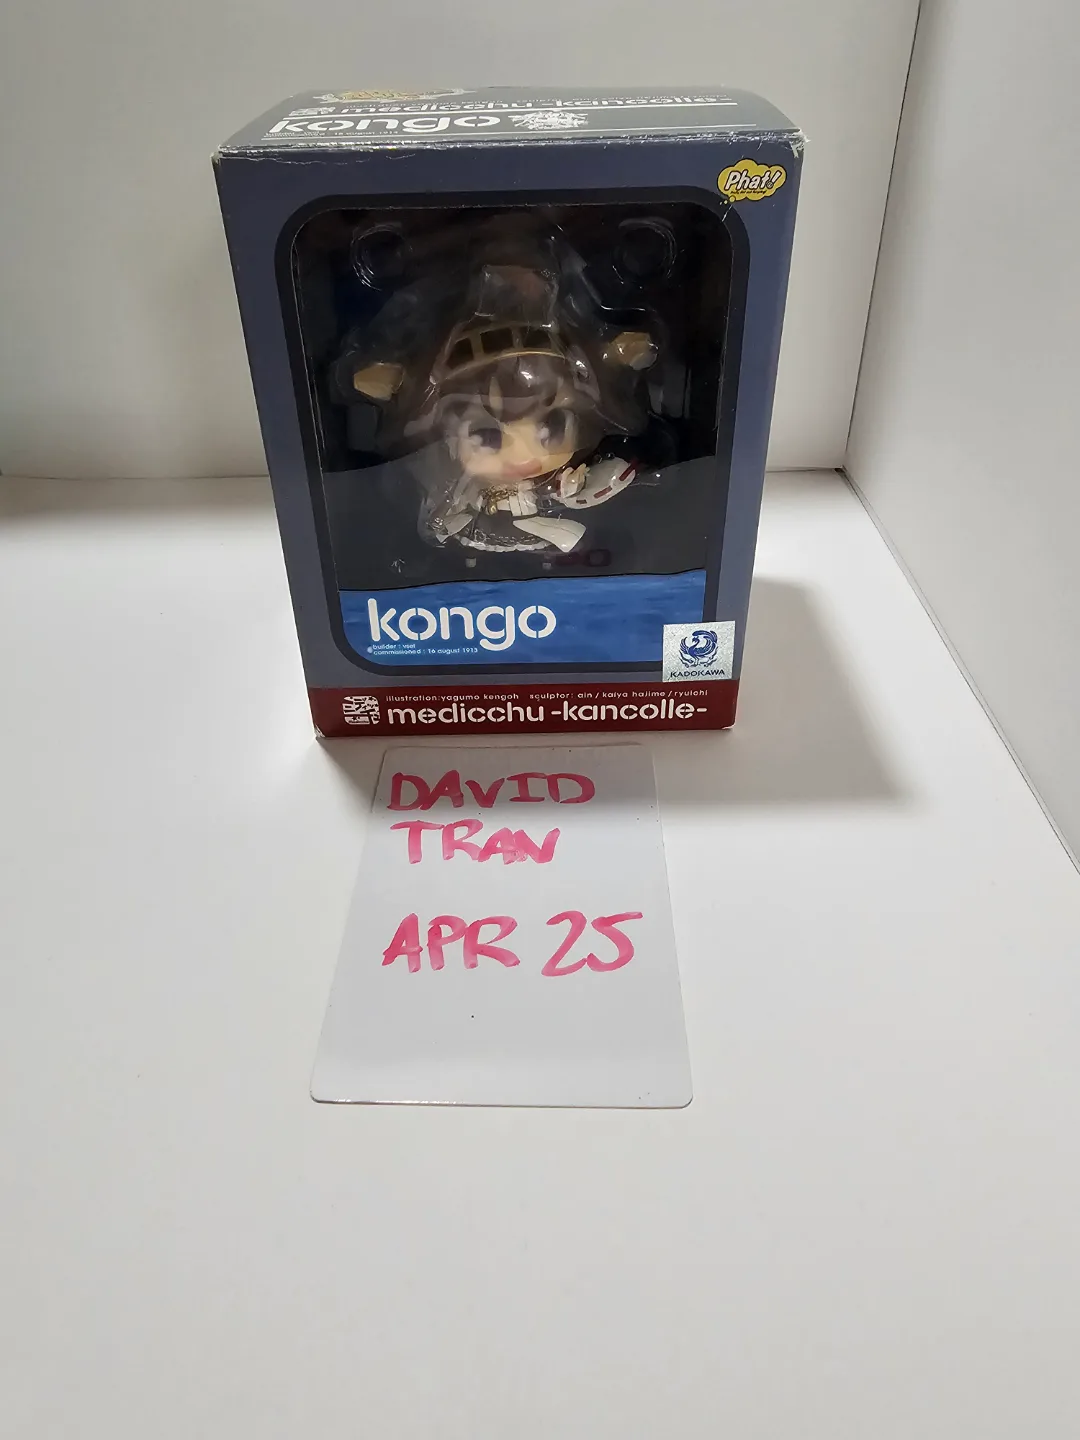 medicchu -kancolle-
kongo
Phat!
kongo
builder : vsel
commissioned : 16 august 1913
KADOKAWA
illustration:yagumo kengoh sculptor: ain / kaiya hajime / ryuichi
medicchu -kancolle-
DAVID
TRAN
APR 25